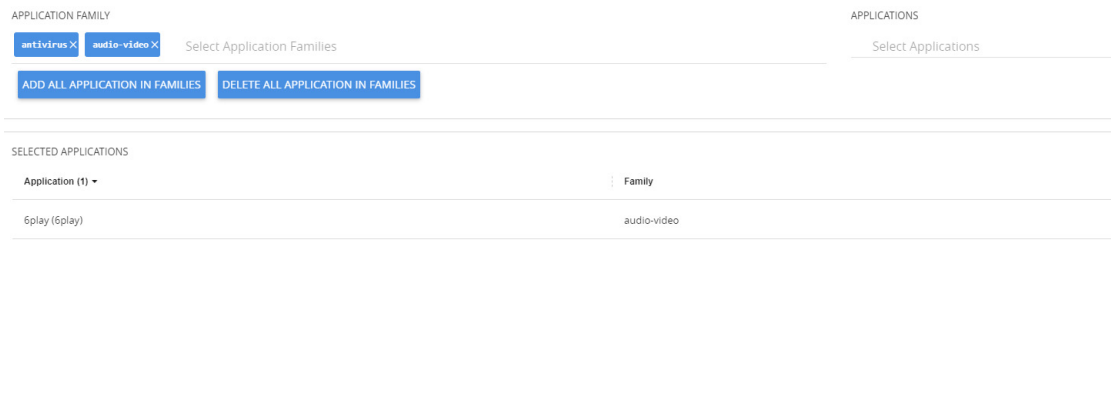 APPLICATION FAMILY
APPLICATIONS
antivirus × audio-video × Select Application Families
Select Applications
ADD ALL APPLICATION IN FAMILIES DELETE ALL APPLICATION IN FAMILIES
SELECTED APPLICATIONS
Application (1) Family
6play (6play) audio-video